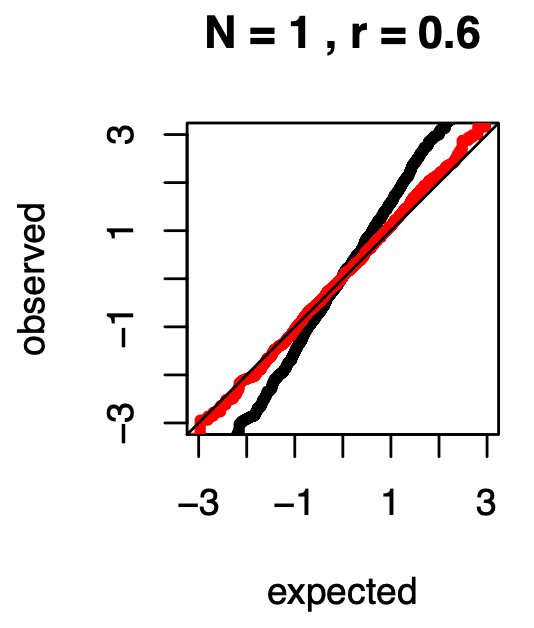 N = 1 , r = 0.6
3
1
−1
−3
observed
−3 −1 1 3
expected